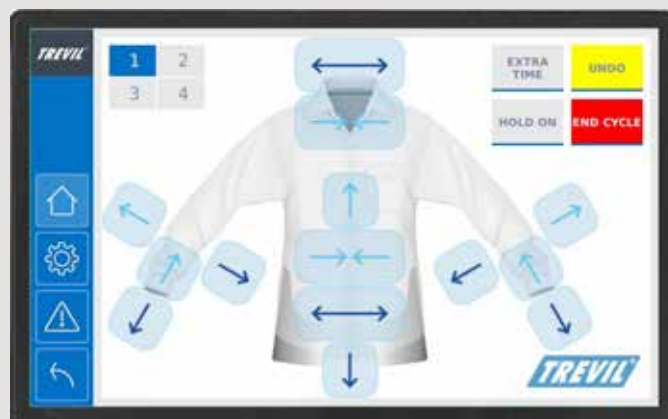 TREVIL
1 2
3 4
EXTRA
TIME
UNDO
HOLD ON
END CYCLE
TREVIL